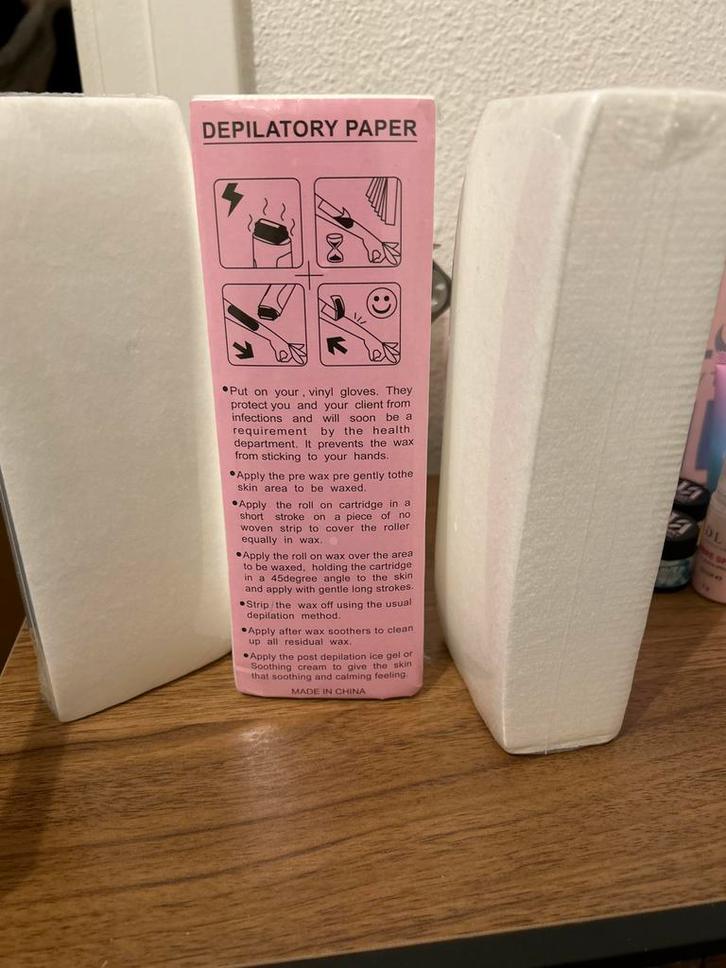 DEPILATORY PAPER
•Put on your , vinyl gloves. They
protect you and your client from
infections and will soon be a
requirement by the health
department. It prevents the wax
from sticking to your hands.
•Apply the pre wax pre gently tothe
skin area to be waxed.
•Apply the roll on cartridge in a
short stroke on a piece of no
woven strip to cover the roller
equally in wax.
•Apply the roll on wax over the area
to be waxed, holding the cartridge
in a 45degree angle to the skin
and apply with gentle long strokes.
•Strip the wax off using the usual
depilation method.
•Apply after wax soothers to clean
up all residual wax.
•Apply the post depilation ice gel or
Soothing cream to give the skin
that soothing and calming feeling.
MADE IN CHINA